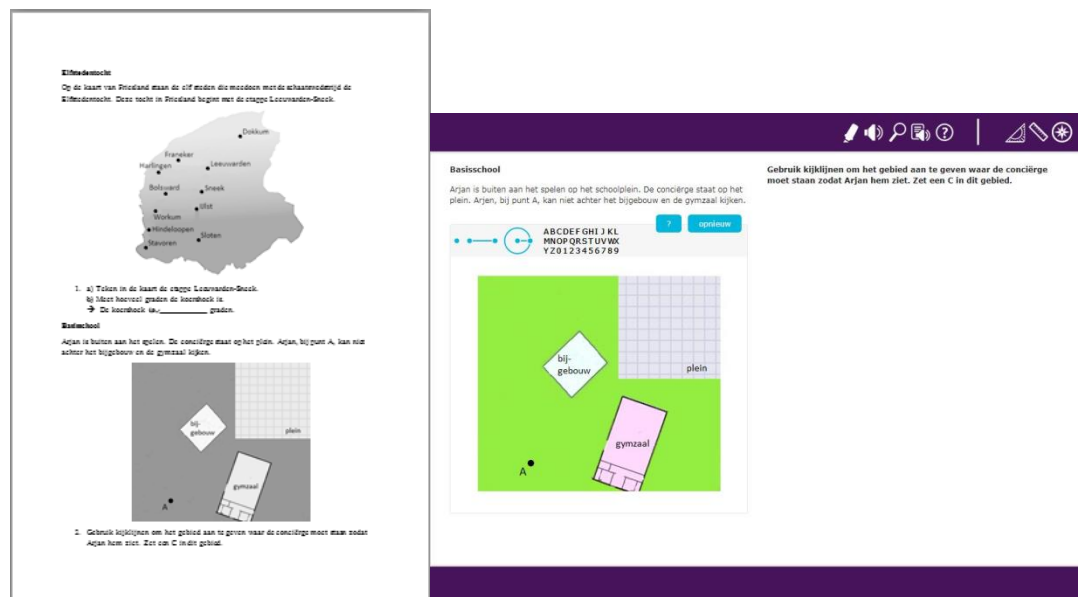 Elfstedentocht
Op de kaart van Friesland staan de elf steden die meedoen met de schaatswedstrijd de
Elfstedentocht. Deze tocht in Friesland begint met de etappe Leeuwarden-Sneek.
Dokkum
Franeker
Harlingen
Leeuwarden
Bolsward
Sneek
IJlst
Workum
Hindeloopen
Sloten
Stavoren
1. a) Teken in de kaart de etappe Leeuwarden-Sneek.
b) Meet hoeveel graden de koershoek is.
→ De koershoek is ________ graden.
Basisschool
Arjan is buiten aan het spelen. De conciërge staat op het plein. Arjan, bij punt A, kan niet
achter het bijgebouw en de gymzaal kijken.
bij-
gebouw
plein
gymzaal
A
2. Gebruik kijklijnen om het gebied aan te geven waar de conciërge moet staan zodat
Arjan hem ziet. Zet een C in dit gebied.
Basisschool
Arjan is buiten aan het spelen op het schoolplein. De conciërge staat op het
plein. Arjen, bij punt A, kan niet achter het bijgebouw en de gymzaal kijken.
? opnieuw
ABCDEFGHIJKL
MNOPQRSTUVWX
YZ0123456789
bij-
gebouw
plein
gymzaal
A
Gebruik kijklijnen om het gebied aan te geven waar de conciërge
moet staan zodat Arjan hem ziet. Zet een C in dit gebied.